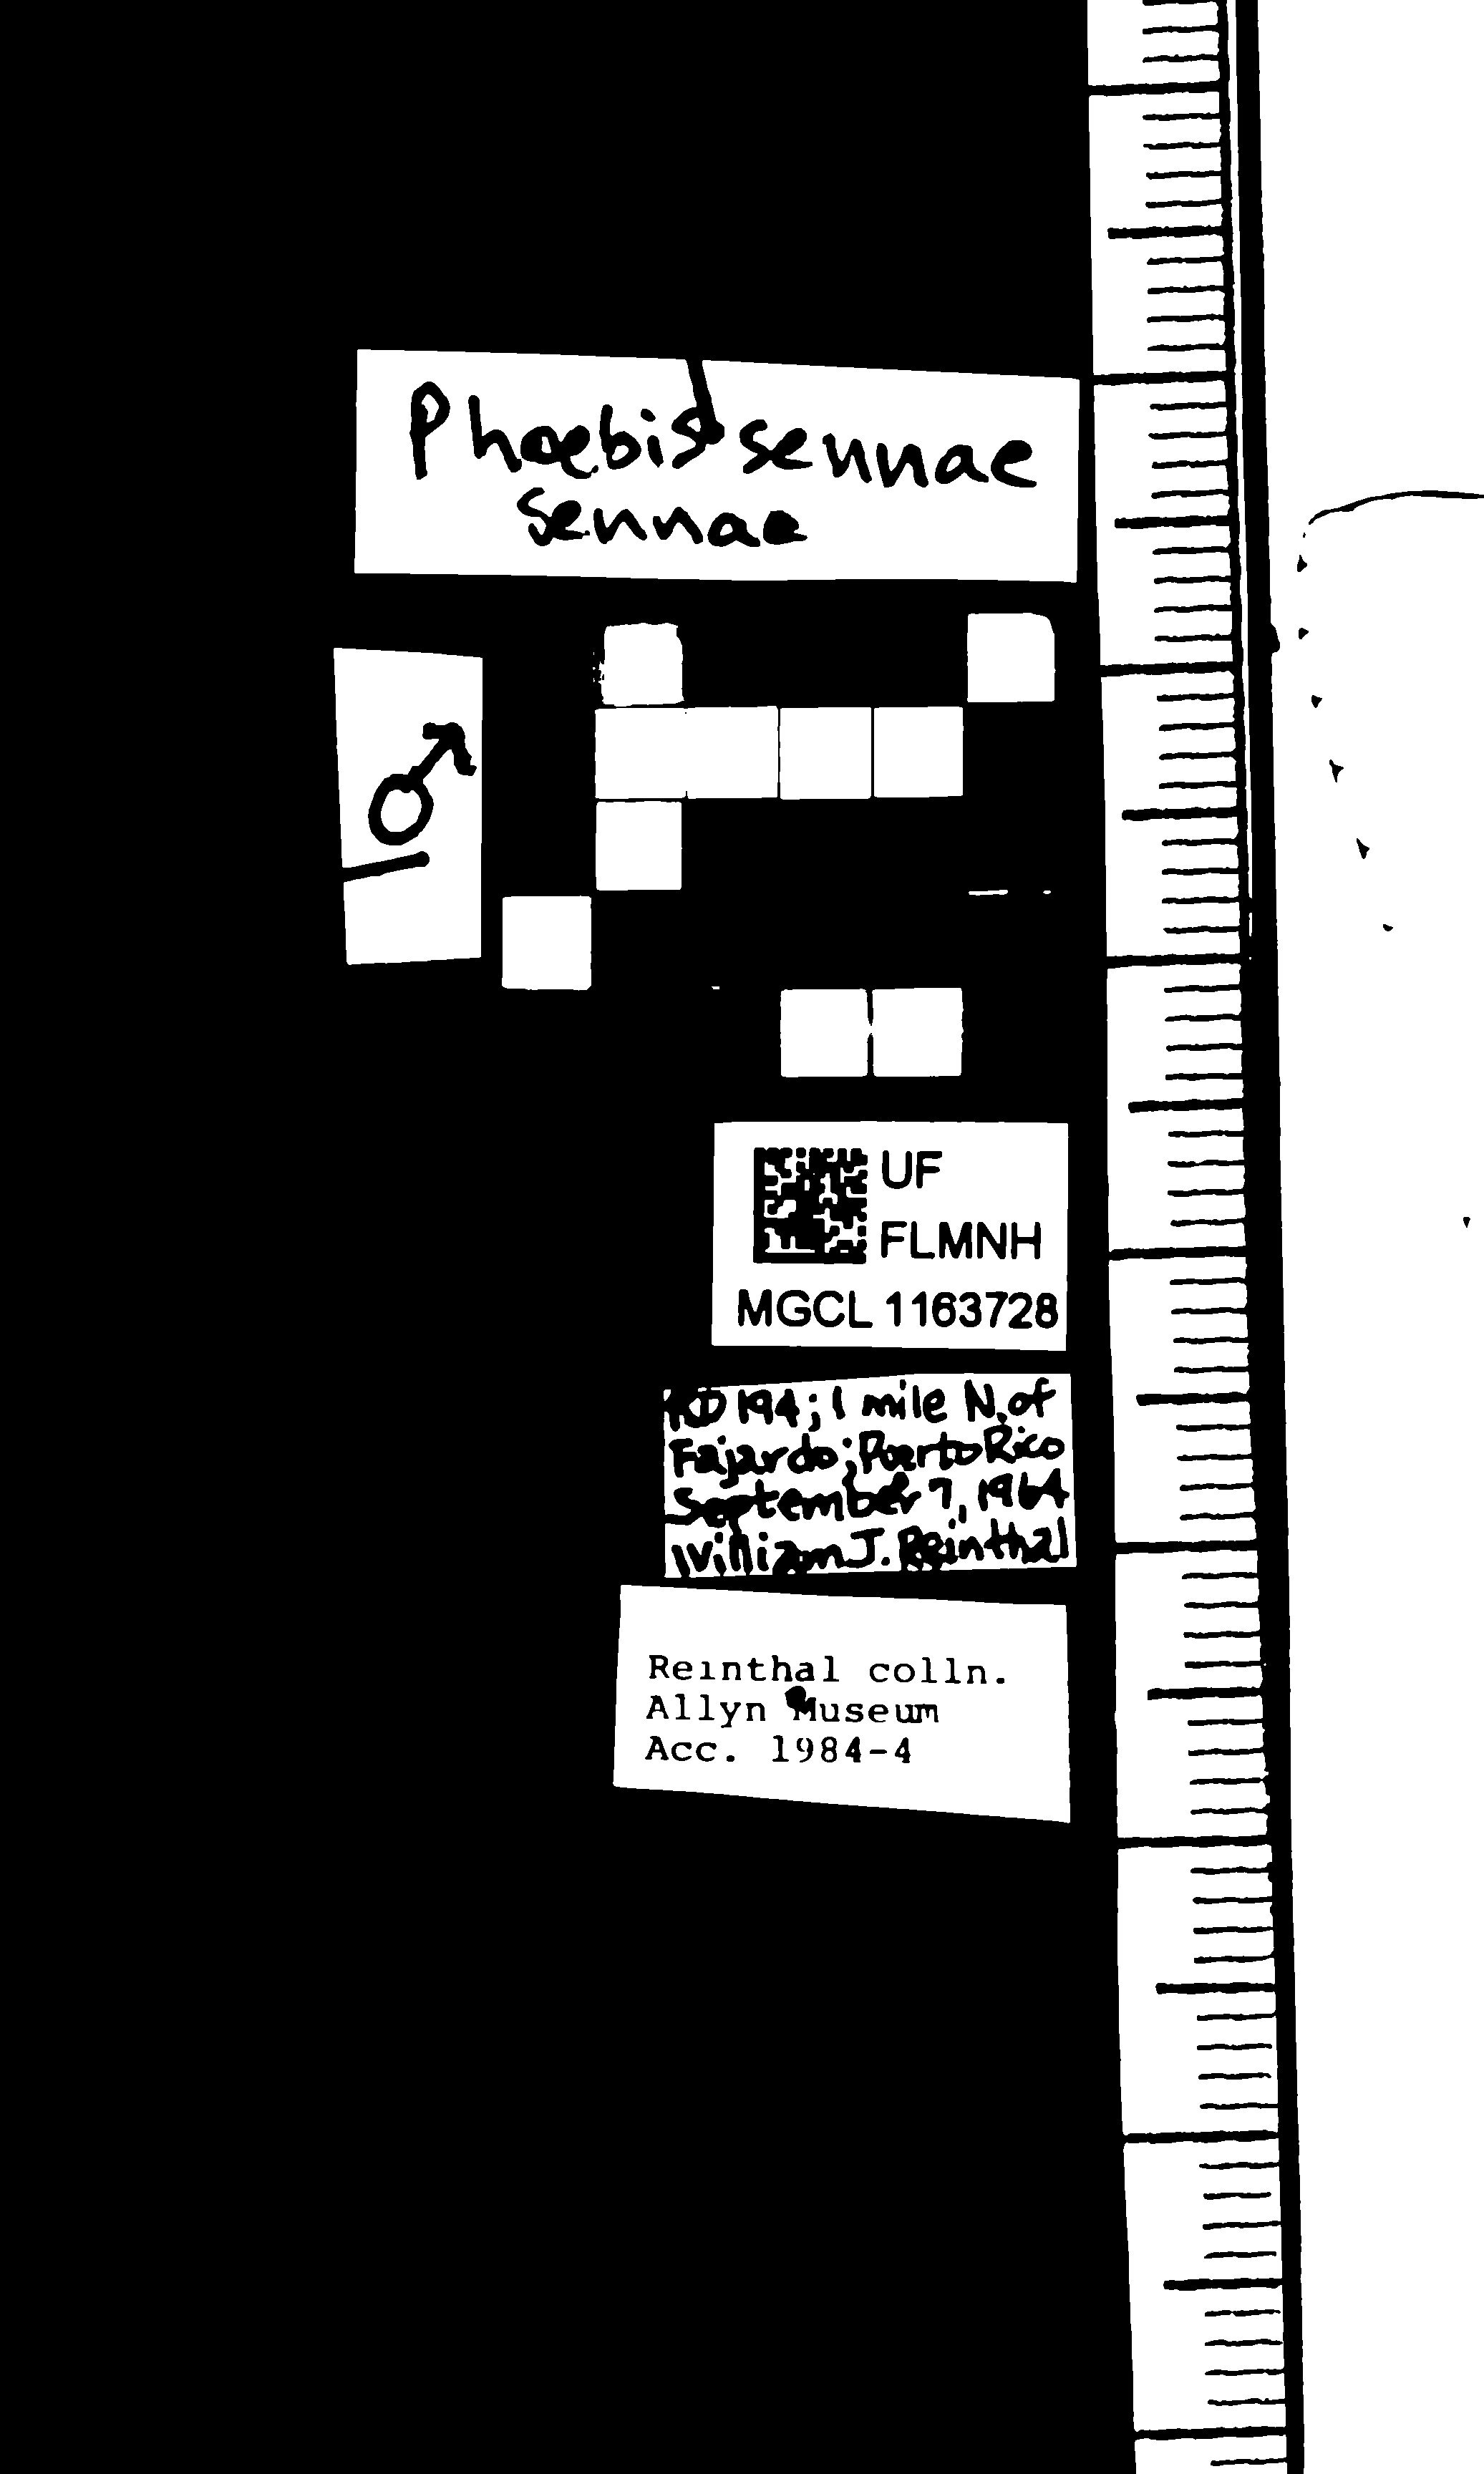 Phoebis sennae
sennae
♂
UF
FLMNH
MGCL 1163728
RD 194; 1 mile N. of
Fajardo; Puerto Rico
September 7, 1964
William J. Reinthal
Reinthal colln.
Allyn Museum
Acc. 1984-4